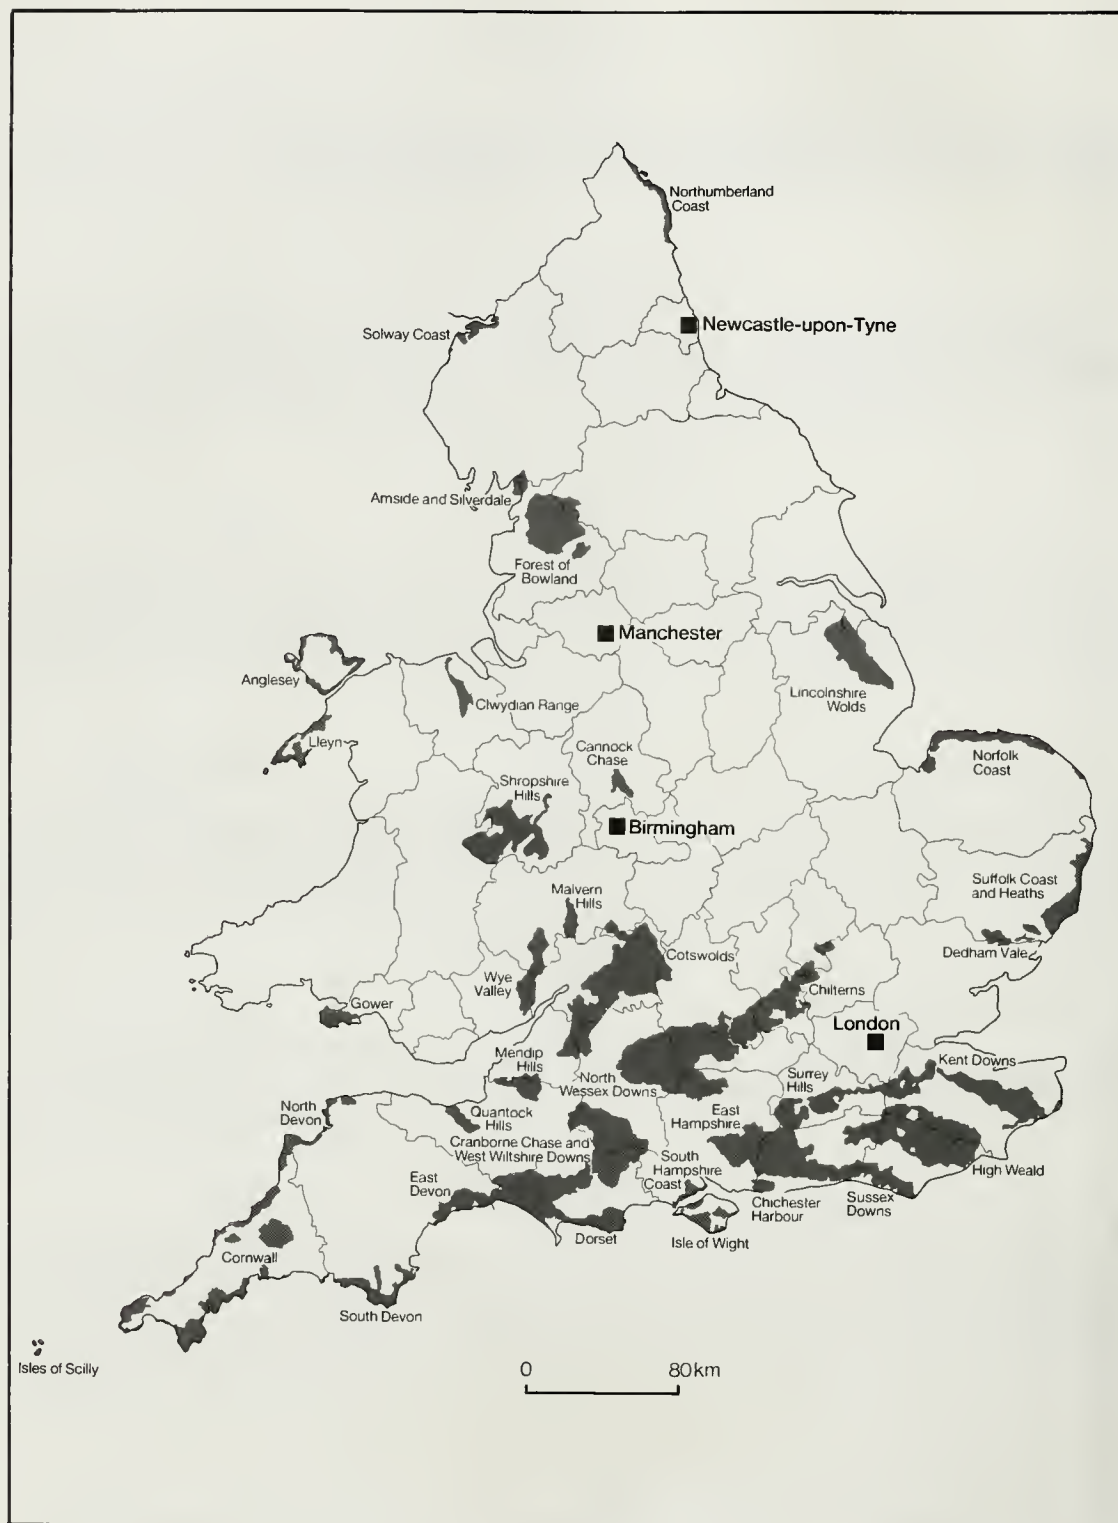 Northumberland
Coast
Newcastle-upon-Tyne
Solway Coast
Arnside and Silverdale
Forest of
Bowland
Manchester
Anglesey
Clwydian Range
Lincolnshire
Wolds
Lleyn
Cannock
Chase
Norfolk
Coast
Shropshire
Hills
Birmingham
Suffolk Coast
and Heaths
Malvern
Hills
Dedham Vale
Cotswolds
Wye
Valley
Chilterns
Gower
London
Mendip
Hills
Kent Downs
North
Wessex Downs
Surrey
Hills
North
Devon
Quantock
Hills
East
Hampshire
Cranborne Chase and
West Wiltshire Downs
South
Hampshire
Coast
High Weald
East
Devon
Chichester
Harbour
Sussex
Downs
Dorset
Isle of Wight
Cornwall
South Devon
Isles of Scilly
0 80km